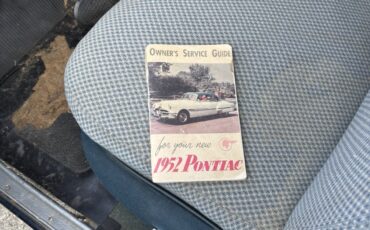 OWNER'S SERVICE GUIDE
for your new
1952 PONTIAC